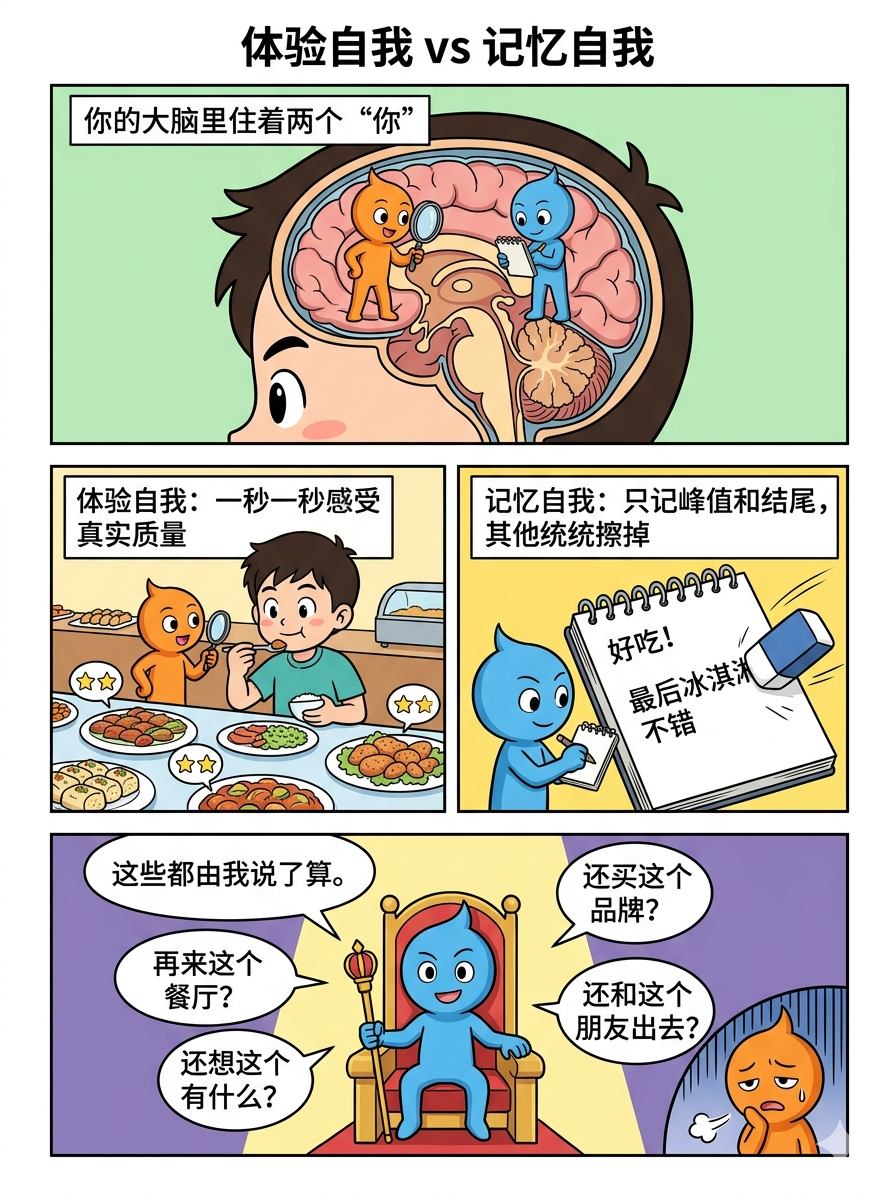 体验自我 vs 记忆自我
你的大脑里住着两个“你”
体验自我：一秒一秒感受
真实质量
记忆自我：只记峰值和结尾，
其他统统擦掉
好吃！
最后冰淇淋
不错
这些都由我说了算。
再来这个
餐厅？
还想这个
有什么？
还买这个
品牌？
还和这个
朋友出去？